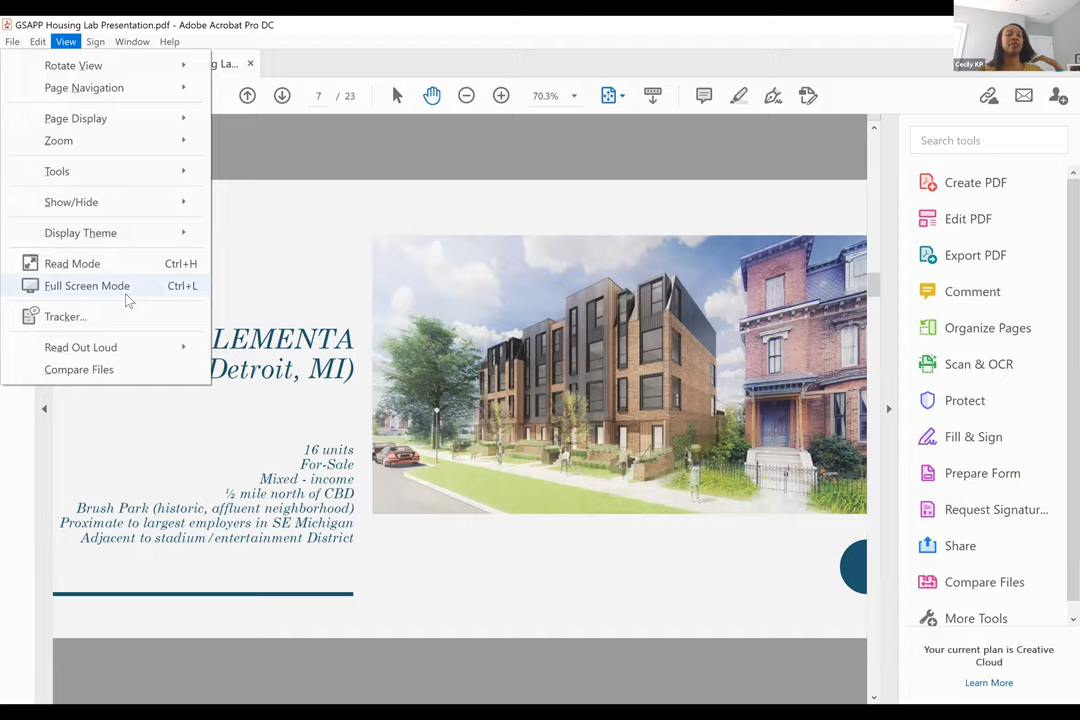 GSAPP Housing Lab Presentation.pdf - Adobe Acrobat Pro DC
File Edit View Sign Window Help
Cecily KP
g La... ×
7 / 23
70.3%
Rotate View
Page Navigation
Page Display
Zoom
Tools
Show/Hide
Display Theme
Read Mode Ctrl+H
Full Screen Mode Ctrl+L
Tracker...
Read Out Loud
Compare Files
LEMENTA
Detroit, MI)
16 units
For-Sale
Mixed - income
½ mile north of CBD
Brush Park (historic, affluent neighborhood)
Proximate to largest employers in SE Michigan
Adjacent to stadium/entertainment District
Search tools
Create PDF
Edit PDF
Export PDF
Comment
Organize Pages
Scan & OCR
Protect
Fill & Sign
Prepare Form
Request Signatur...
Share
Compare Files
More Tools
Your current plan is Creative
Cloud
Learn More